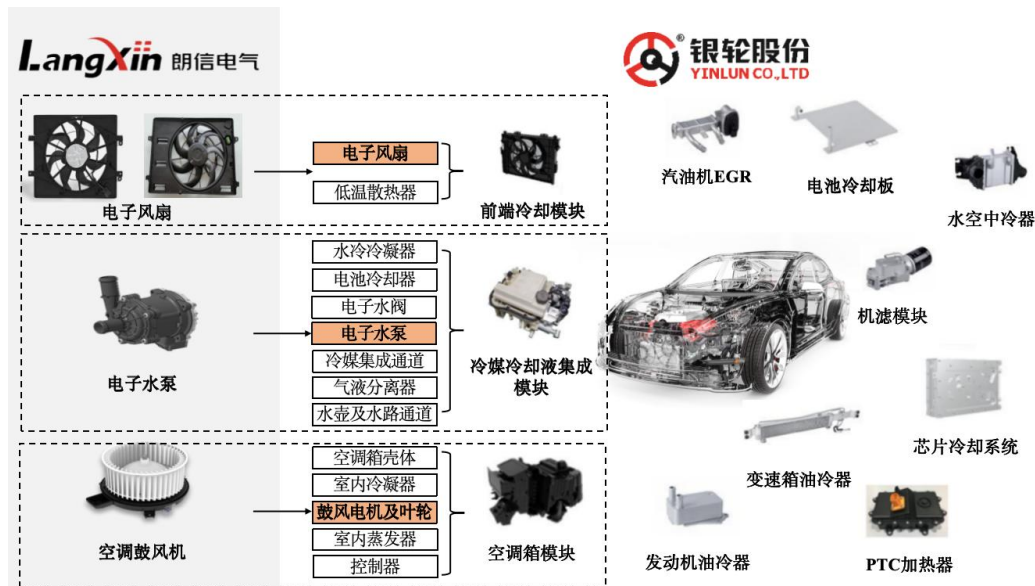 LangXin 朗信电气
银轮股份
YINLUN CO.,LTD
电子风扇
电子风扇
低温散热器
前端冷却模块
电子水泵
水冷冷凝器
电池冷却器
电子水阀
电子水泵
冷媒集成通道
气液分离器
水壶及水路通道
冷媒冷却液集成
模块
空调鼓风机
空调箱壳体
室内冷凝器
鼓风电机及叶轮
室内蒸发器
控制器
空调箱模块
汽油机EGR
电池冷却板
水空中冷器
机滤模块
芯片冷却系统
变速箱油冷器
发动机油冷器
PTC加热器